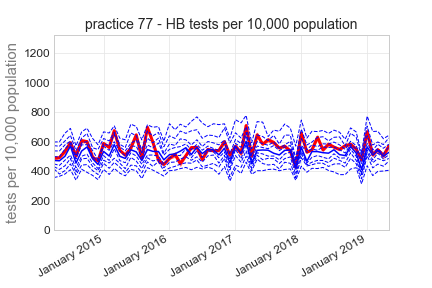 practice 77 - HB tests per 10,000 population
tests per 10,000 population
1200
1000
800
600
400
200
0
January 2015
January 2016
January 2017
January 2018
January 2019